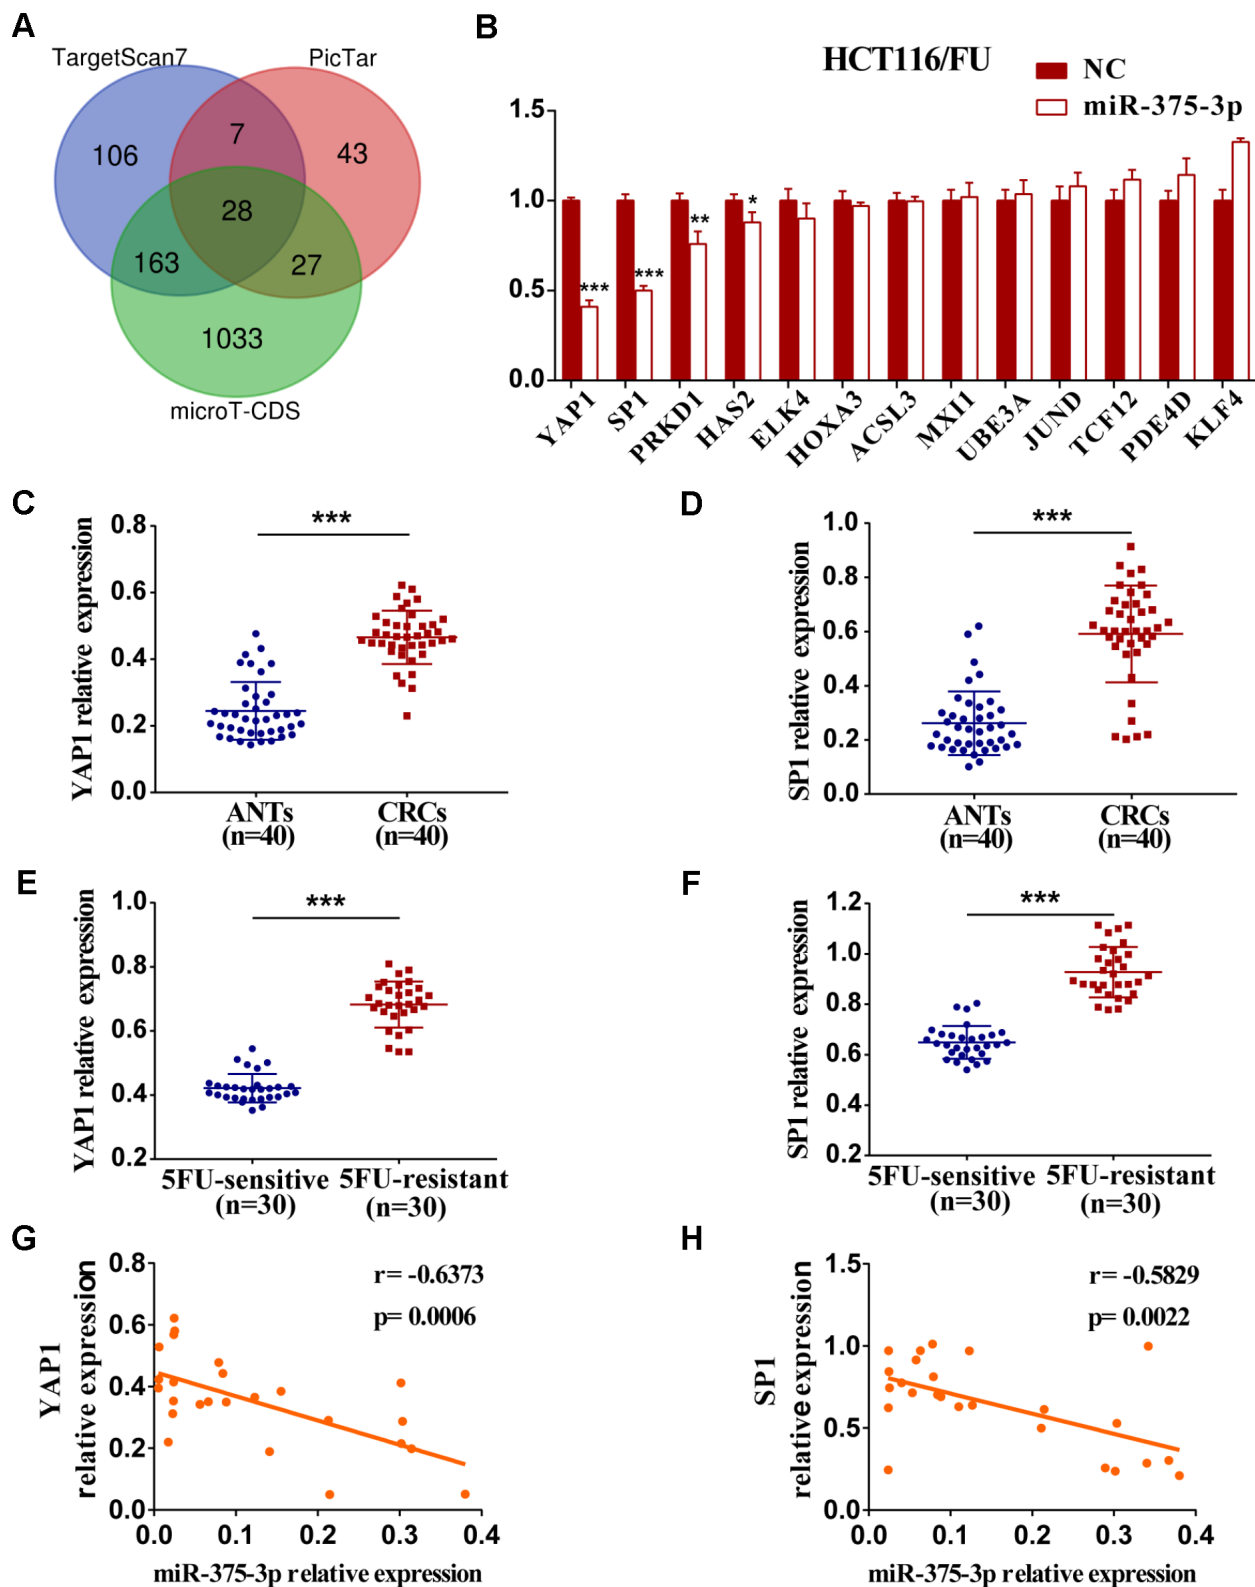 A
TargetScan7
PicTar
106
7
43
28
163
27
1033
microT-CDS
B
HCT116/FU
NC
miR-375-3p
1.5
1.0
0.5
0.0
***
***
**
*
YAP1
SP1
PRKD1
HAS2
ELK4
HOXA3
ACSL3
MXI1
UBE3A
JUND
TCF12
PDE4D
KLF4
C
YAP1 relative expression
0.8
0.6
0.4
0.2
0.0
***
ANTs
(n=40)
CRCs
(n=40)
D
SP1 relative expression
1.0
0.8
0.6
0.4
0.2
0.0
***
ANTs
(n=40)
CRCs
(n=40)
E
YAP1 relative expression
1.0
0.8
0.6
0.4
0.2
***
5FU-sensitive
(n=30)
5FU-resistant
(n=30)
F
SP1 relative expression
1.2
1.0
0.8
0.6
0.4
0.2
***
5FU-sensitive
(n=30)
5FU-resistant
(n=30)
G
YAP1
relative expression
0.8
0.6
0.4
0.2
0.0
r= -0.6373
p= 0.0006
0.0 0.1 0.2 0.3 0.4
miR-375-3p relative expression
H
SP1
relative expression
1.5
1.0
0.5
0.0
r= -0.5829
p= 0.0022
0.0 0.1 0.2 0.3 0.4
miR-375-3p relative expression